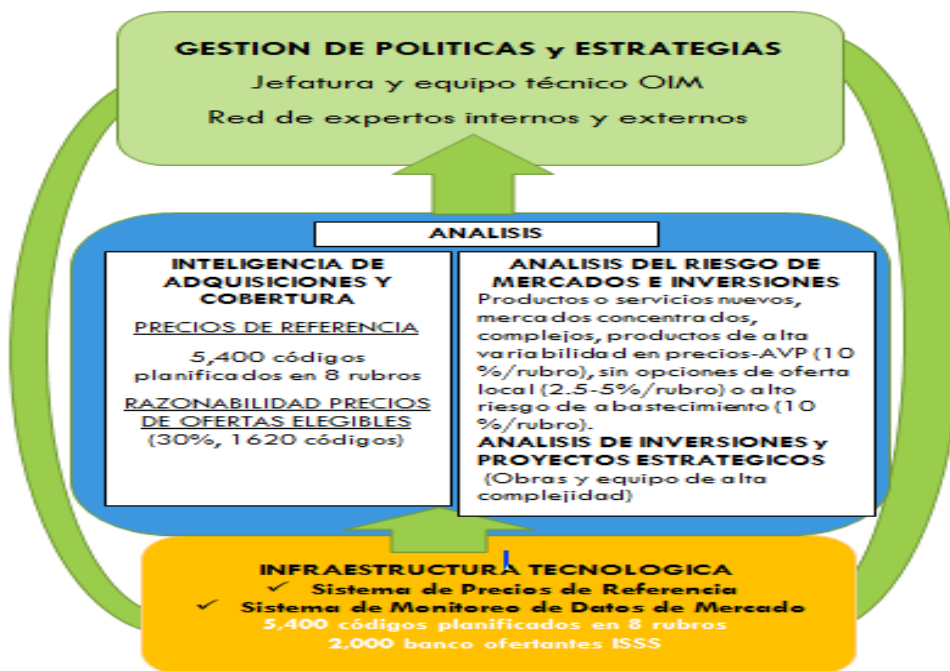 GESTION DE POLITICAS y ESTRATEGIAS
Jefatura y equipo técnico OIM
Red de expertos internos y externos
ANALISIS
INTELIGENCIA DE
ADQUISICIONES Y
COBERTURA
PRECIOS DE REFERENCIA
5,400 códigos
planificados en 8 rubros
RAZONABILIDAD PRECIOS
DE OFERTAS ELEGIBLES
(30%, 1620 códigos)
ANALISIS DEL RIESGO DE
MERCADOS E INVERSIONES
Productos o servicios nuevos,
mercados concentrados,
complejos, productos de alta
variabilidad en precios-AVP (10
%/rubro), sin opciones de oferta
local (2.5-5%/rubro) o alto
riesgo de abastecimiento (10
%/rubro).
ANALISIS DE INVERSIONES y
PROYECTOS ESTRATEGICOS
(Obras y equipo de alta
complejidad)
INFRAESTRUCTURA TECNOLOGICA
✓ Sistema de Precios de Referencia
✓ Sistema de Monitoreo de Datos de Mercado
5,400 códigos planificados en 8 rubros
2,000 banco ofertantes ISSS